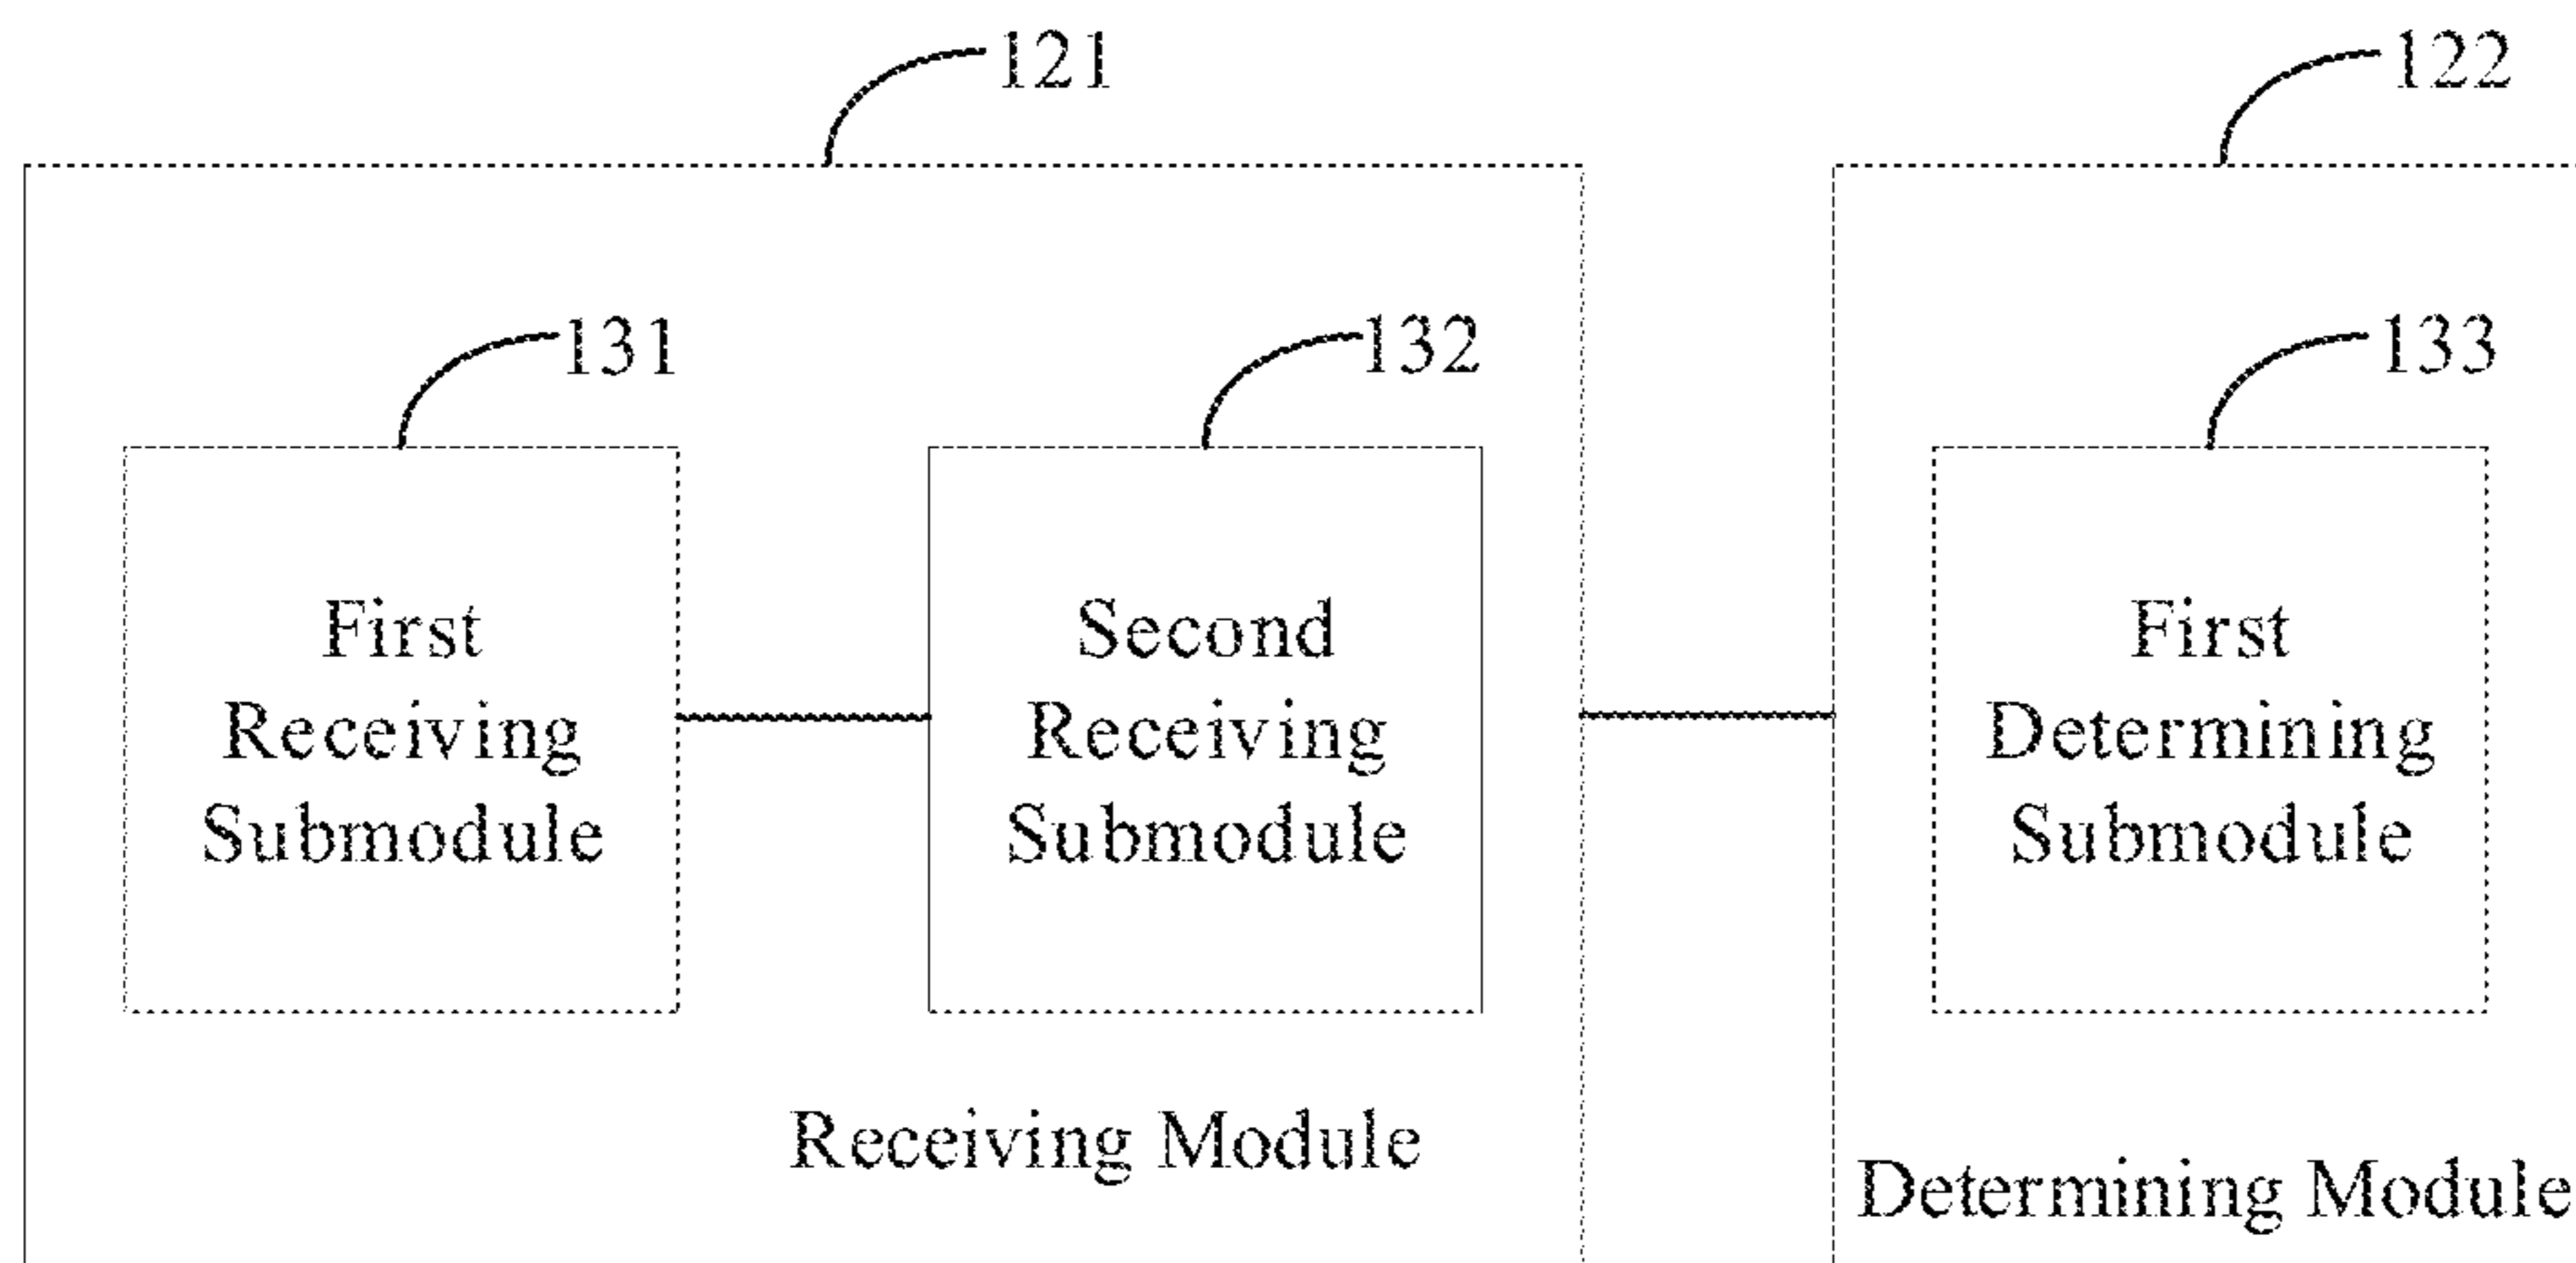 121
122
131
132
133
First
Receiving
Submodule
Second
Receiving
Submodule
First
Determining
Submodule
Receiving Module
Determining Module